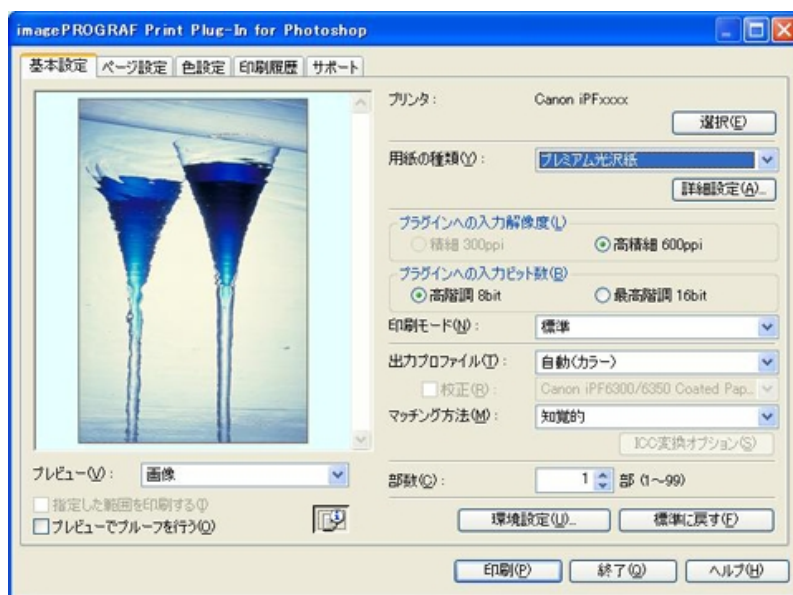 imagePROGRAF Print Plug-In for Photoshop
基本設定 ページ設定 色設定 印刷履歴 サポート
プリンタ： Canon iPFxxxx
選択(E)
用紙の種類(Y)： プレミアム光沢紙
詳細設定(A)...
プラグインへの入力解像度(L)
積細 300ppi 高積細 600ppi
プラグインへの入力ビット数(B)
高階調 8bit 最高階調 16bit
印刷モード(N)： 標準
出力プロファイル(T)： 自動(カラー)
校正(R)： Canon iPF6300/6350 Coated Pap...
マッチング方法(M)： 知覚的
ICC変換オプション(S)
プレビュー(V)： 画像
部数(C)： 1 部 (1～99)
指定した範囲を印刷する(I)
プレビューでプルーフを行う(O)
環境設定(U)... 標準に戻す(F)
印刷(P) 終了(Q) ヘルプ(H)